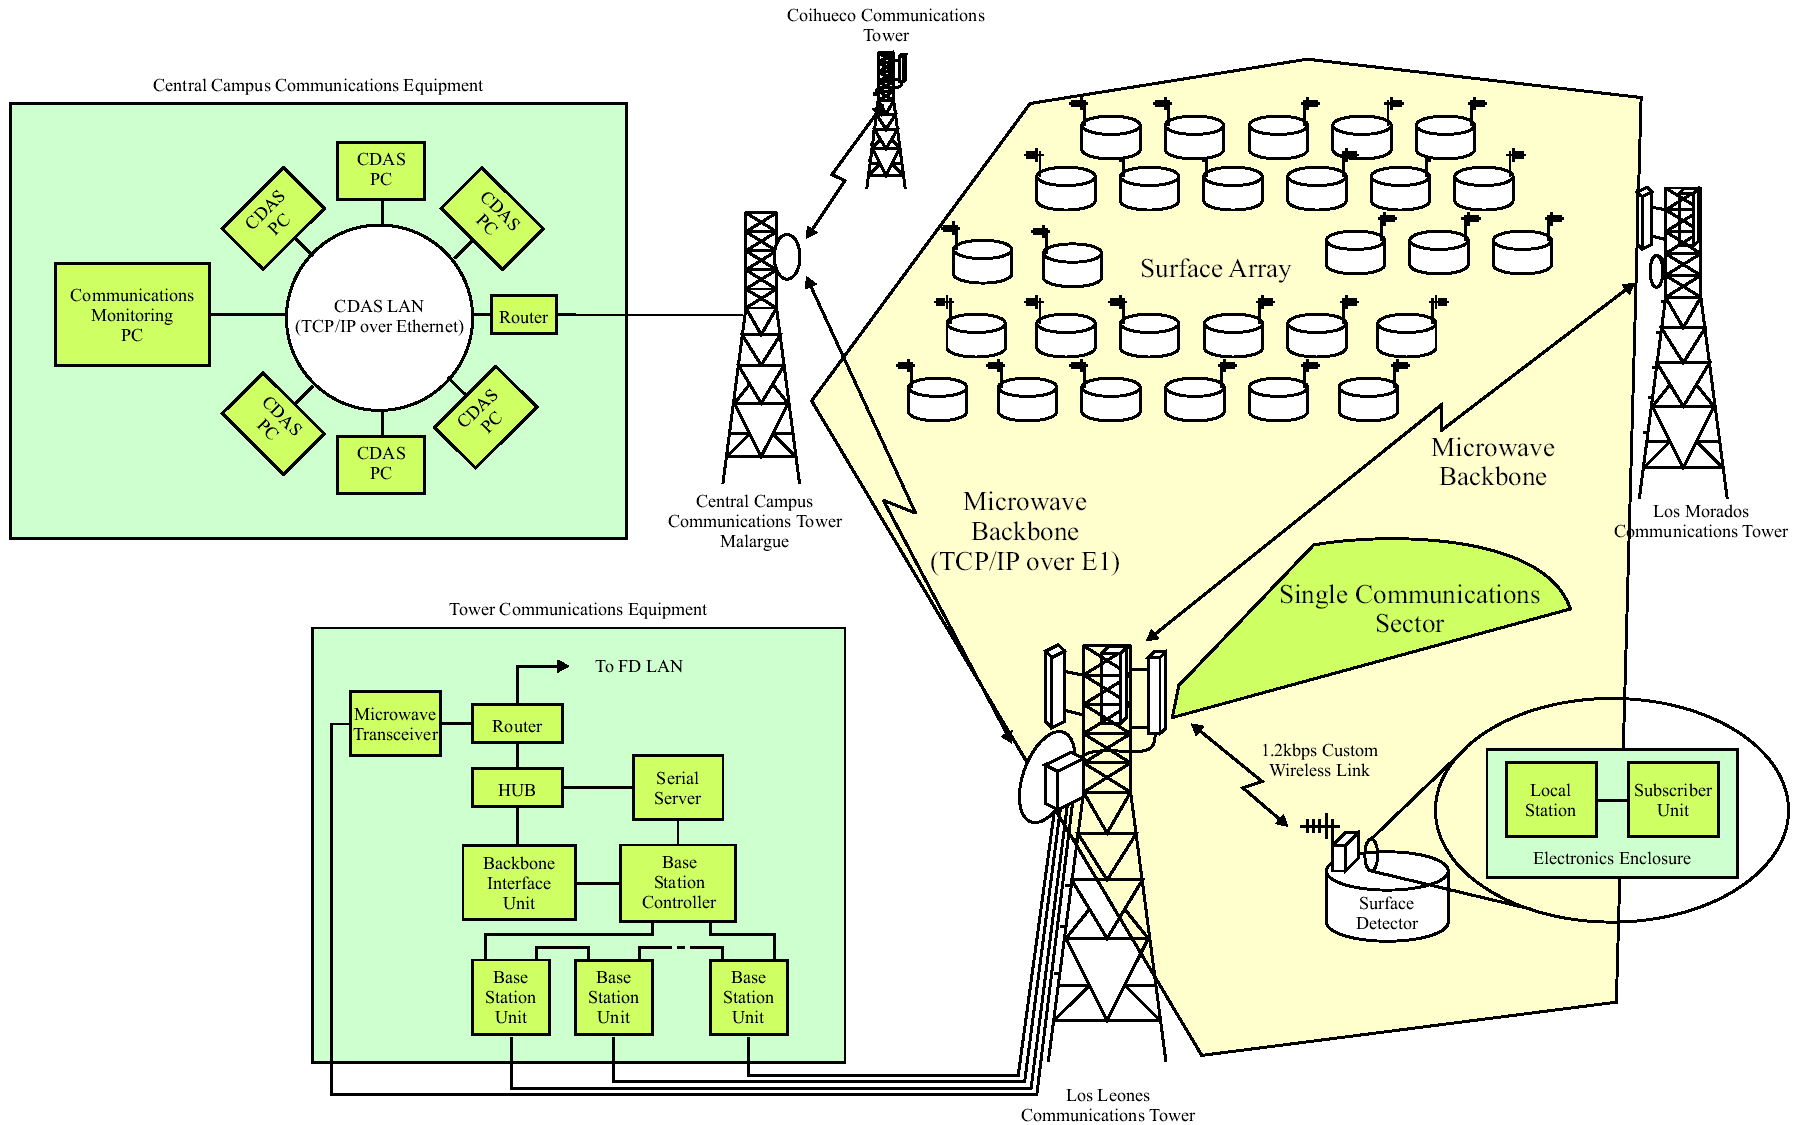 Coihueco Communications
Tower
Central Campus Communications Equipment
CDAS
PC
CDAS
PC
CDAS
PC
Communications
Monitoring
PC
CDAS LAN
(TCP/IP over Ethernet)
Router
CDAS
PC
CDAS
PC
CDAS
PC
Central Campus
Communications Tower
Malargue
Surface Array
Microwave
Backbone
Los Morados
Communications Tower
Microwave
Backbone
(TCP/IP over E1)
Single Communications
Sector
Tower Communications Equipment
To FD LAN
Microwave
Transceiver
Router
HUB
Serial
Server
Backbone
Interface
Unit
Base
Station
Controller
Base
Station
Unit
Base
Station
Unit
Base
Station
Unit
1.2kbps Custom
Wireless Link
Local
Station
Subscriber
Unit
Electronics Enclosure
Surface
Detector
Los Leones
Communications Tower